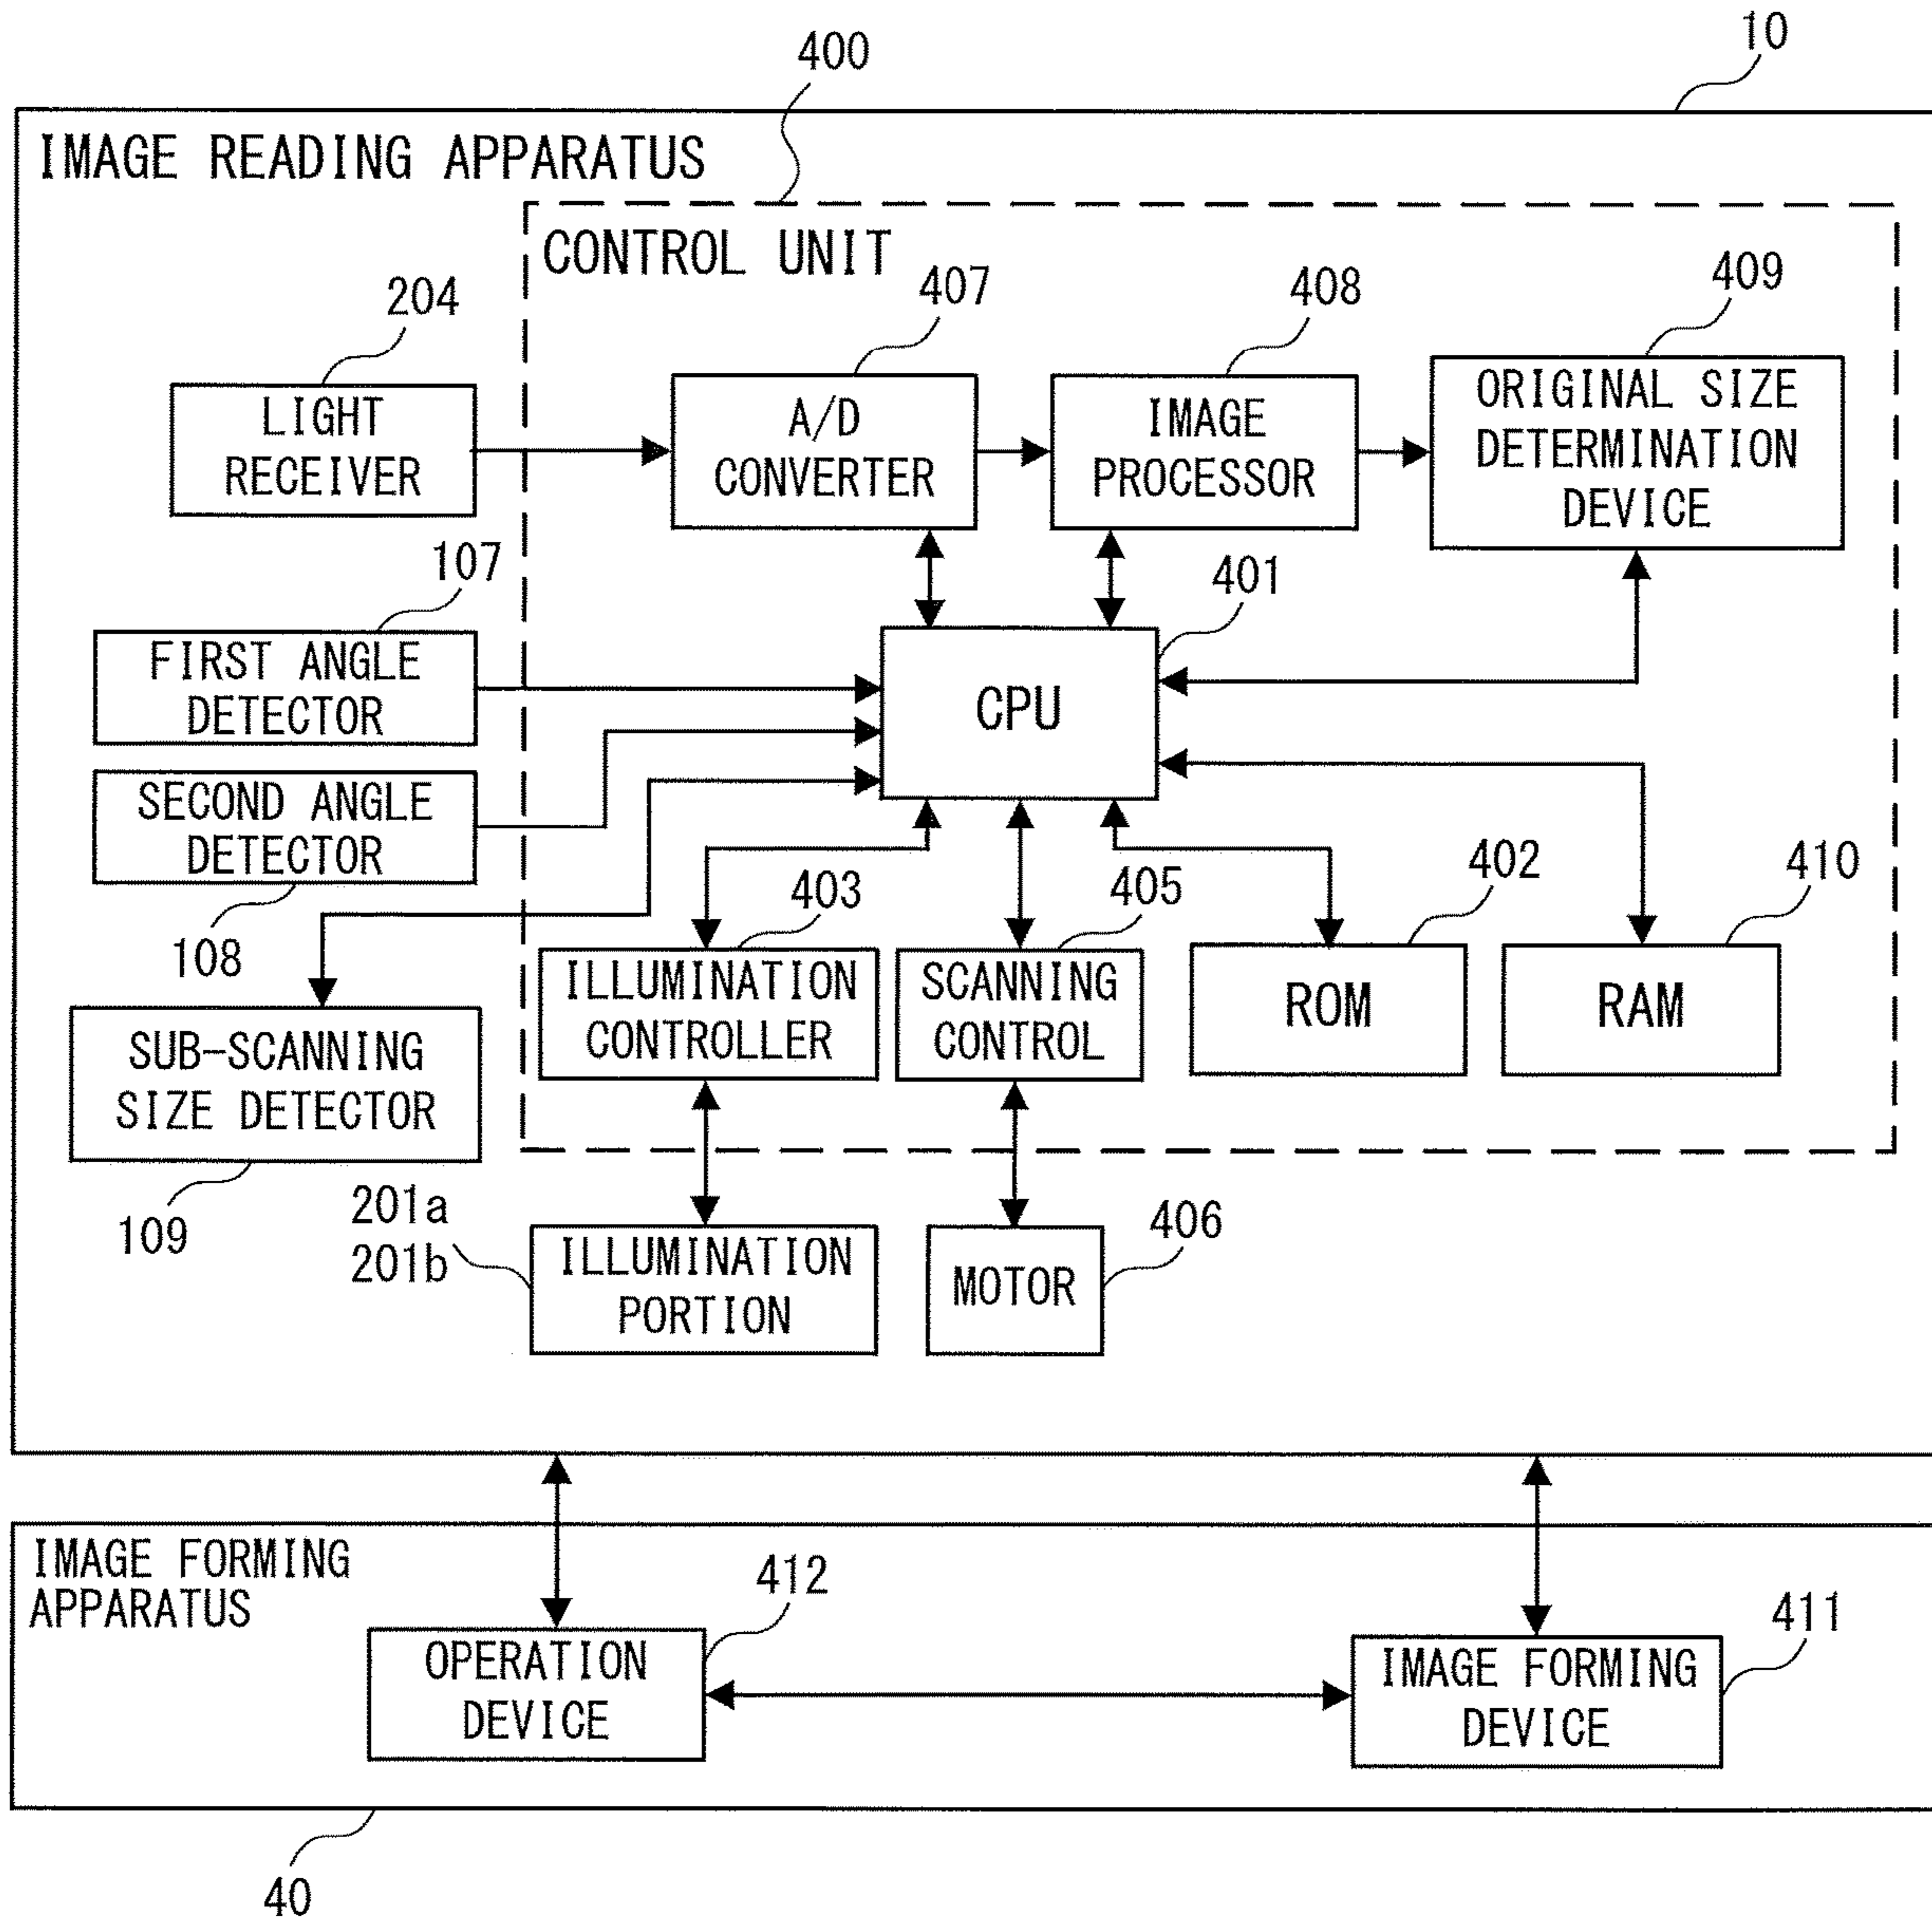 10
400
IMAGE READING APPARATUS
CONTROL UNIT
204
407
408
409
LIGHT
RECEIVER
A/D
CONVERTER
IMAGE
PROCESSOR
ORIGINAL SIZE
DETERMINATION
DEVICE
107
401
FIRST ANGLE
DETECTOR
CPU
SECOND ANGLE
DETECTOR
108
403
405
402
410
ILLUMINATION
CONTROLLER
SCANNING
CONTROL
ROM
RAM
SUB-SCANNING
SIZE DETECTOR
109
201a
201b
ILLUMINATION
PORTION
MOTOR
406
IMAGE FORMING
APPARATUS
412
411
OPERATION
DEVICE
IMAGE FORMING
DEVICE
40